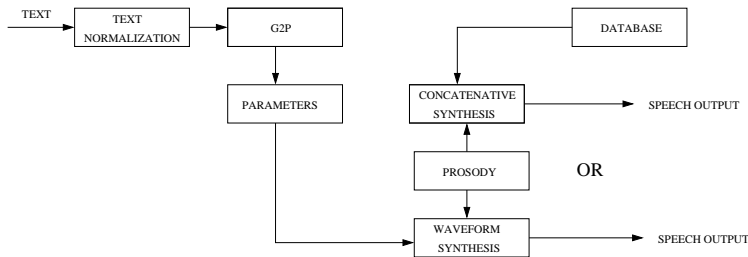 TEXT
TEXT
NORMALIZATION
G2P
DATABASE
PARAMETERS
CONCATENATIVE
SYNTHESIS
SPEECH OUTPUT
PROSODY
OR
WAVEFORM
SYNTHESIS
SPEECH OUTPUT